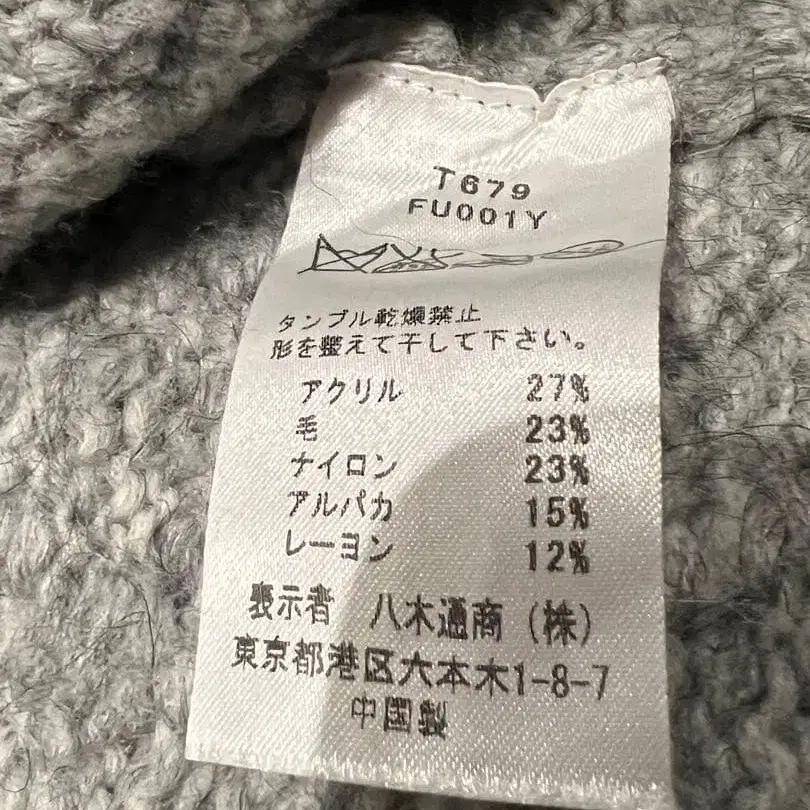 T679
FU001Y
タンブル乾燥禁止
形を整えて干して下さい。
アクリル 27%
毛 23%
ナイロン 23%
アルパカ 15%
レーヨン 12%
表示者 八木通商(株)
東京都港区六本木1-8-7
中国製